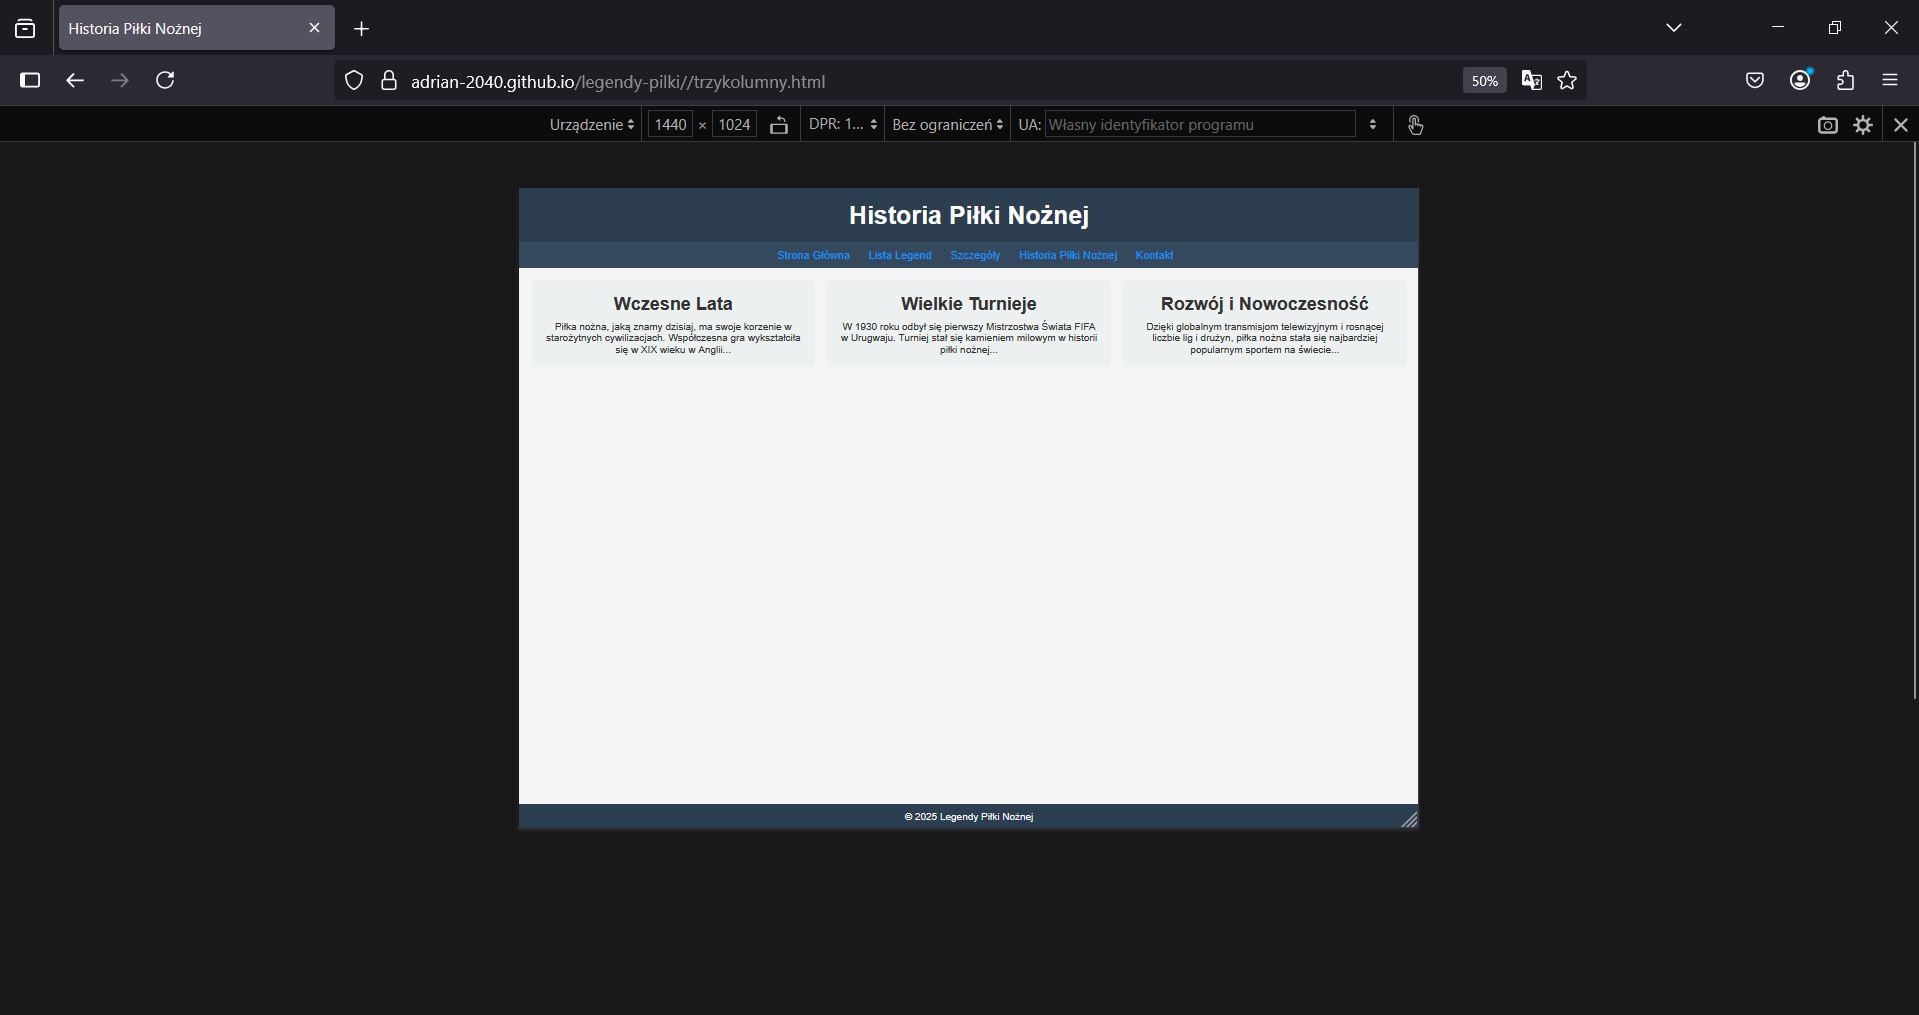 Historia Piłki Nożnej
adrian-2040.github.io/legendy-pilki//trzykolumny.html
50%
Urządzenie
1440 × 1024
DPR: 1...
Bez ograniczeń
UA: Własny identyfikator programu
Historia Piłki Nożnej
Strona Główna Lista Legend Szczegóły Historia Piłki Nożnej Kontakt
Wczesne Lata
Piłka nożna, jaką znamy dzisiaj, ma swoje korzenie w
starożytnych cywilizacjach. Współczesna gra wykształciła
się w XIX wieku w Anglii...
Wielkie Turnieje
W 1930 roku odbył się pierwszy Mistrzostwa Świata FIFA
w Urugwaju. Turniej stał się kamieniem milowym w historii
piłki nożnej...
Rozwój i Nowoczesność
Dzięki globalnym transmisjom telewizyjnym i rosnącej
liczbie lig i drużyn, piłka nożna stała się najbardziej
popularnym sportem na świecie...
© 2025 Legendy Piłki Nożnej